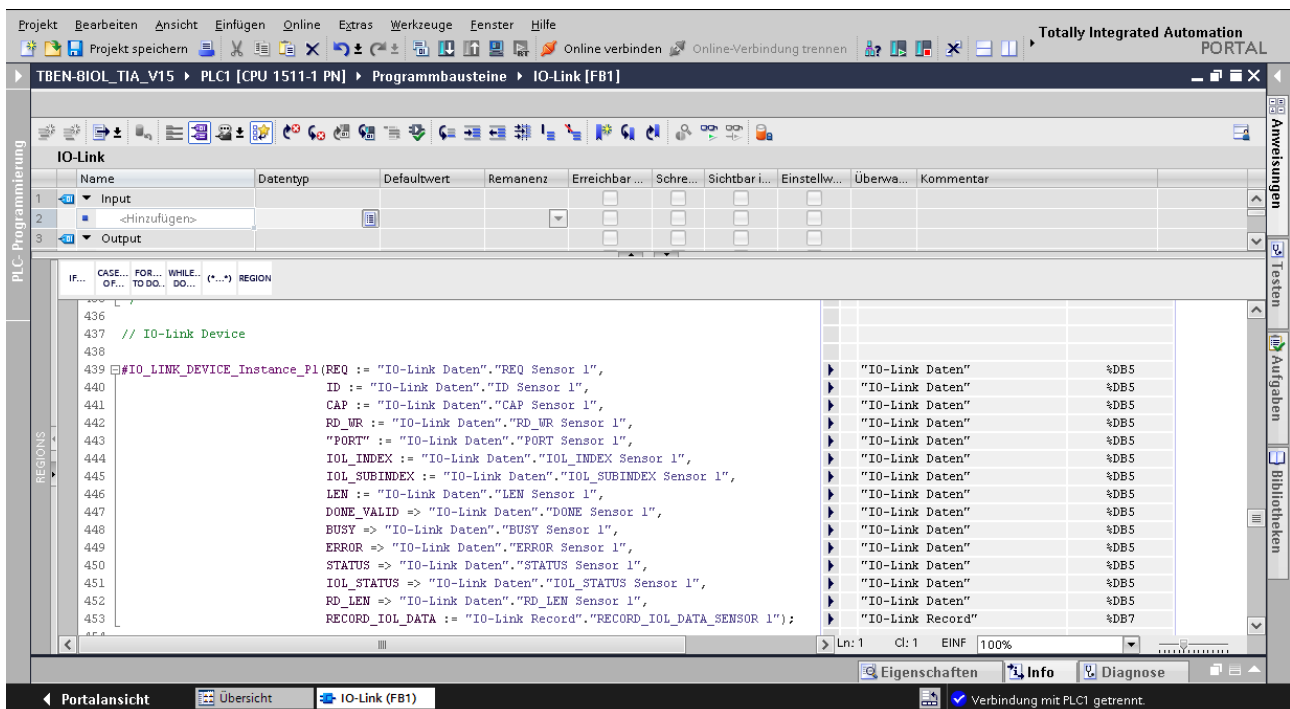 Projekt Bearbeiten Ansicht Einfügen Online Extras Werkzeuge Fenster Hilfe
Totally Integrated Automation
PORTAL
Projekt speichern Online verbinden Online-Verbindung trennen
TBEN-8IOL_TIA_V15 PLC1 [CPU 1511-1 PN] Programmbausteine IO-Link [FB1]
IO-Link
Name Datentyp Defaultwert Remanenz Erreichbar ... Schre... Sichtbar i... Einstellw... Überwa... Kommentar
1 Input
2 <Hinzufügen>
3 Output
IF... CASE... FOR... WHILE.. (*...*) REGION
OF... TO DO.. DO...
436
437 // IO-Link Device
438
439 #IO_LINK_DEVICE_Instance_P1(REQ := "IO-Link Daten"."REQ Sensor 1", "IO-Link Daten" %DB5
440 ID := "IO-Link Daten"."ID Sensor 1", "IO-Link Daten" %DB5
441 CAP := "IO-Link Daten"."CAP Sensor 1", "IO-Link Daten" %DB5
442 RD_WR := "IO-Link Daten"."RD_WR Sensor 1", "IO-Link Daten" %DB5
443 "PORT" := "IO-Link Daten"."PORT Sensor 1", "IO-Link Daten" %DB5
444 IOL_INDEX := "IO-Link Daten"."IOL_INDEX Sensor 1", "IO-Link Daten" %DB5
445 IOL_SUBINDEX := "IO-Link Daten"."IOL_SUBINDEX Sensor 1", "IO-Link Daten" %DB5
446 LEN := "IO-Link Daten"."LEN Sensor 1", "IO-Link Daten" %DB5
447 DONE_VALID => "IO-Link Daten"."DONE Sensor 1", "IO-Link Daten" %DB5
448 BUSY => "IO-Link Daten"."BUSY Sensor 1", "IO-Link Daten" %DB5
449 ERROR => "IO-Link Daten"."ERROR Sensor 1", "IO-Link Daten" %DB5
450 STATUS => "IO-Link Daten"."STATUS Sensor 1", "IO-Link Daten" %DB5
451 IOL_STATUS => "IO-Link Daten"."IOL_STATUS Sensor 1", "IO-Link Daten" %DB5
452 RD_LEN => "IO-Link Daten"."RD_LEN Sensor 1", "IO-Link Daten" %DB5
453 RECORD_IOL_DATA := "IO-Link Record"."RECORD_IOL_DATA_SENSOR 1"); "IO-Link Record" %DB7
Ln: 1 Cl: 1 EINF 100%
Eigenschaften Info Diagnose
Portalansicht Übersicht IO-Link (FB1) Verbindung mit PLC1 getrennt.
PLC- Programmierung
REGIONS
Anweisungen
Testen
Aufgaben
Bibliotheken